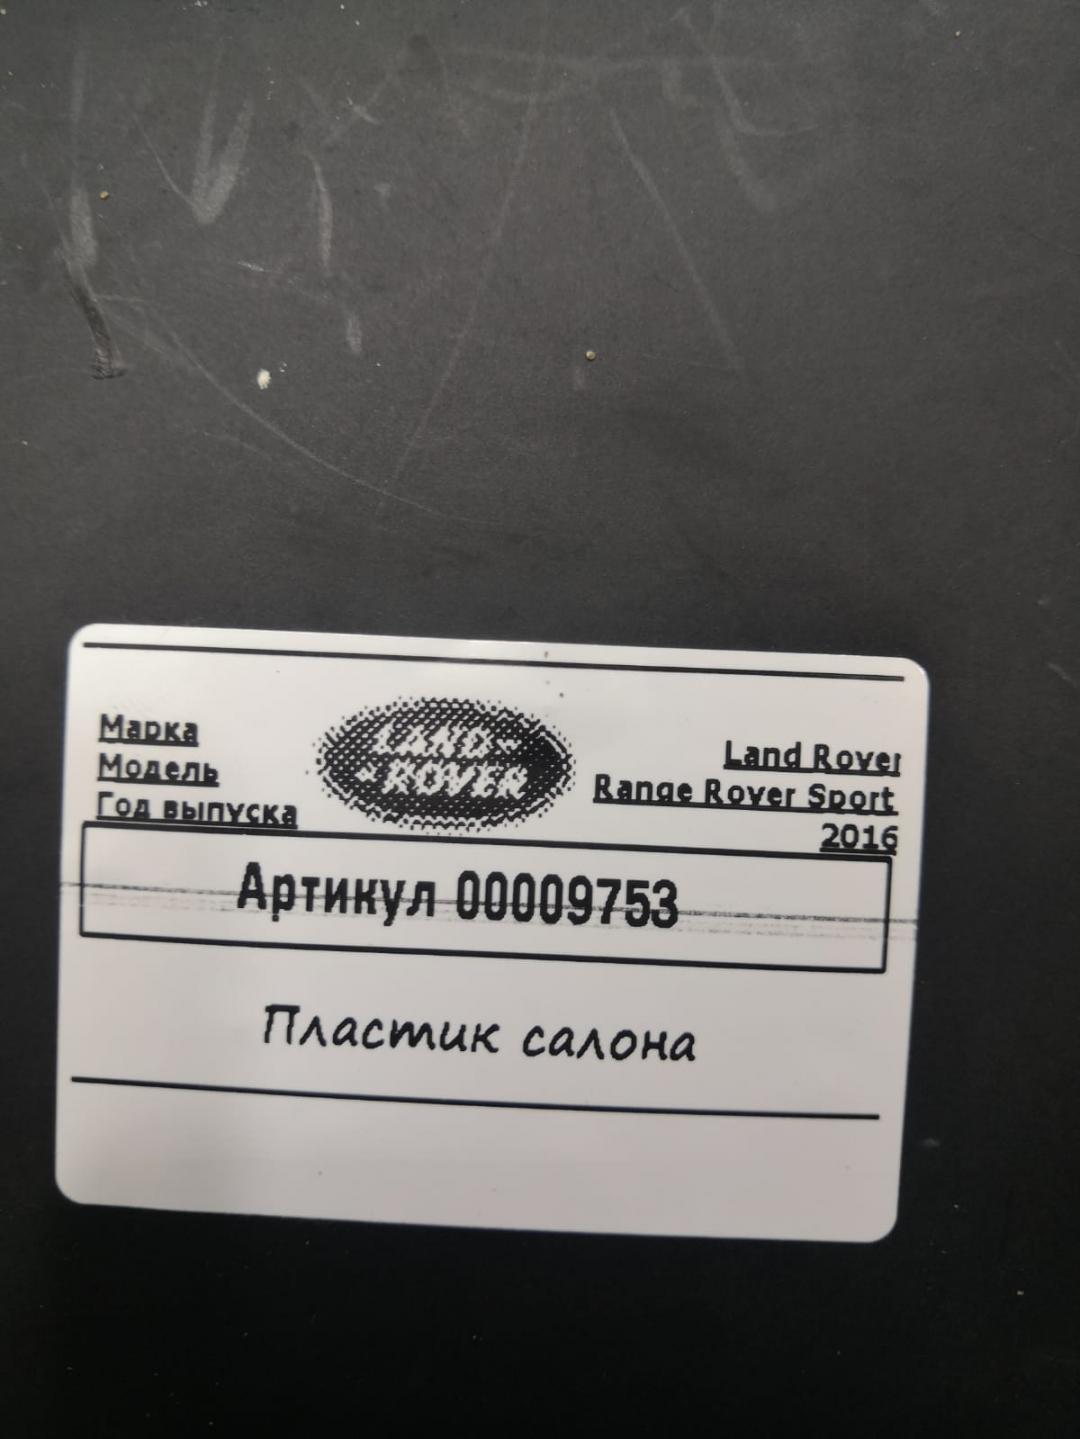 Марка
Модель
Год выпуска
LAND-
-ROVER
Land Rover
Range Rover Sport
2016
Артикул 00009753
Пластик салона